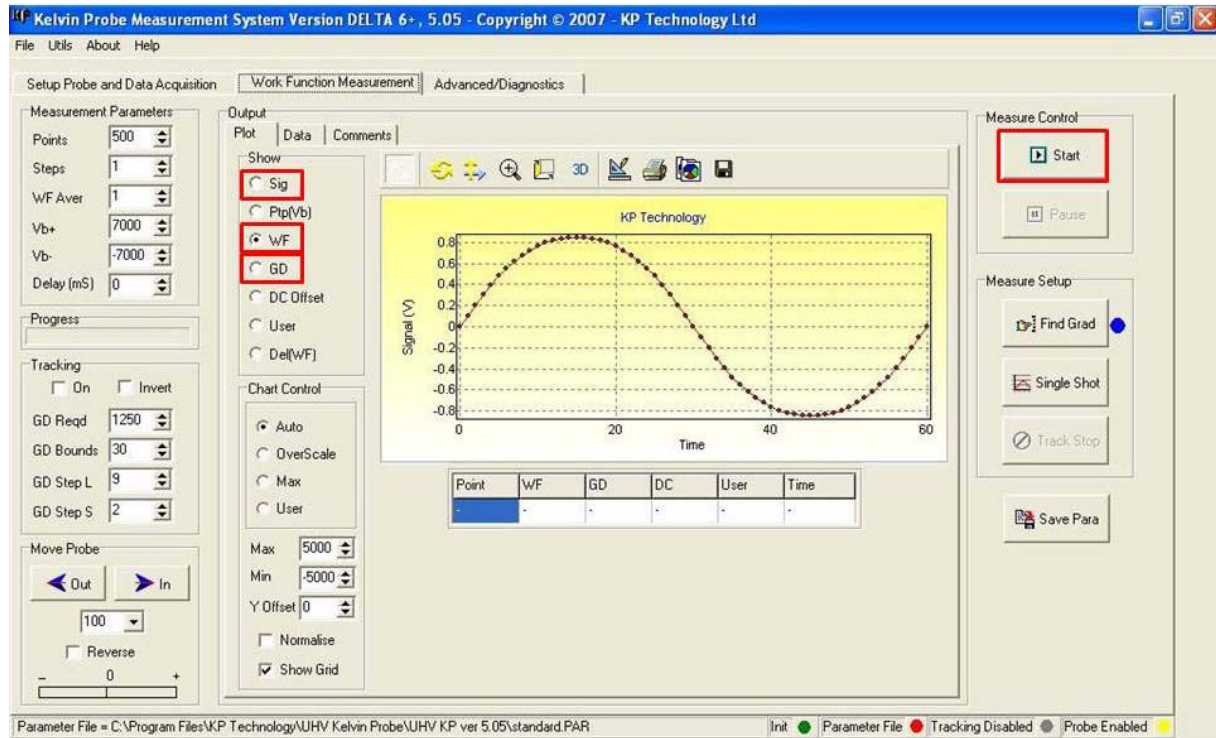 Kelvin Probe Measurement System Version DELTA 6+, 5.05 - Copyright © 2007 - KP Technology Ltd
File Utils About Help
Setup Probe and Data Acquisition Work Function Measurement Advanced/Diagnostics
Measurement Parameters
Points 500
Steps 1
WF Aver 1
Vb+ 7000
Vb- -7000
Delay (mS) 0
Progress
Tracking
On Invert
GD Reqd 1250
GD Bounds 30
GD Step L 9
GD Step S 2
Move Probe
Out In
100
Reverse
- 0 +
Output
Plot Data Comments
Show
Sig
Ptp(Vb)
WF
GD
DC Offset
User
Del(WF)
Chart Control
Auto
OverScale
Max
User
Max 5000
Min -5000
Y Offset 0
Normalise
Show Grid
3D
KP Technology
Signal (V)
0.8
0.6
0.4
0.2
0
-0.2
-0.4
-0.6
-0.8
0 20 40 60
Time
Point WF GD DC User Time
- - - - - -
Measure Control
Start
Pause
Measure Setup
Find Grad
Single Shot
Track Stop
Save Para
Parameter File = C:\Program Files\KP Technology\UHV Kelvin Probe\UHV KP ver 5.05\standard.PAR Init Parameter File Tracking Disabled Probe Enabled